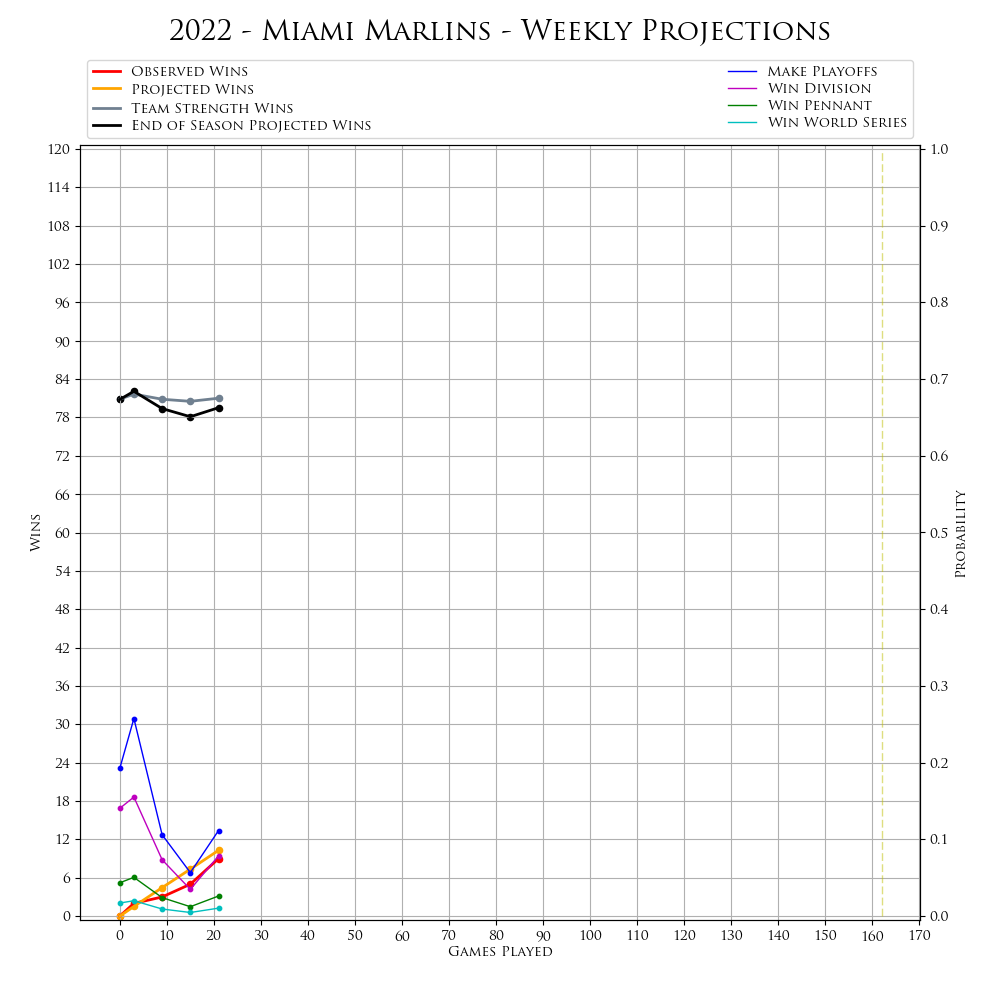 2022 - Miami Marlins - Weekly Projections
Observed Wins
Projected Wins
Team Strength Wins
End of Season Projected Wins
Make Playoffs
Win Division
Win Pennant
Win World Series
120
114
108
102
96
90
84
78
72
66
60
54
48
42
36
30
24
18
12
6
0
Wins
1.0
0.9
0.8
0.7
0.6
0.5
0.4
0.3
0.2
0.1
0.0
Probability
0 10 20 30 40 50 60 70 80 90 100 110 120 130 140 150 160 170
Games Played